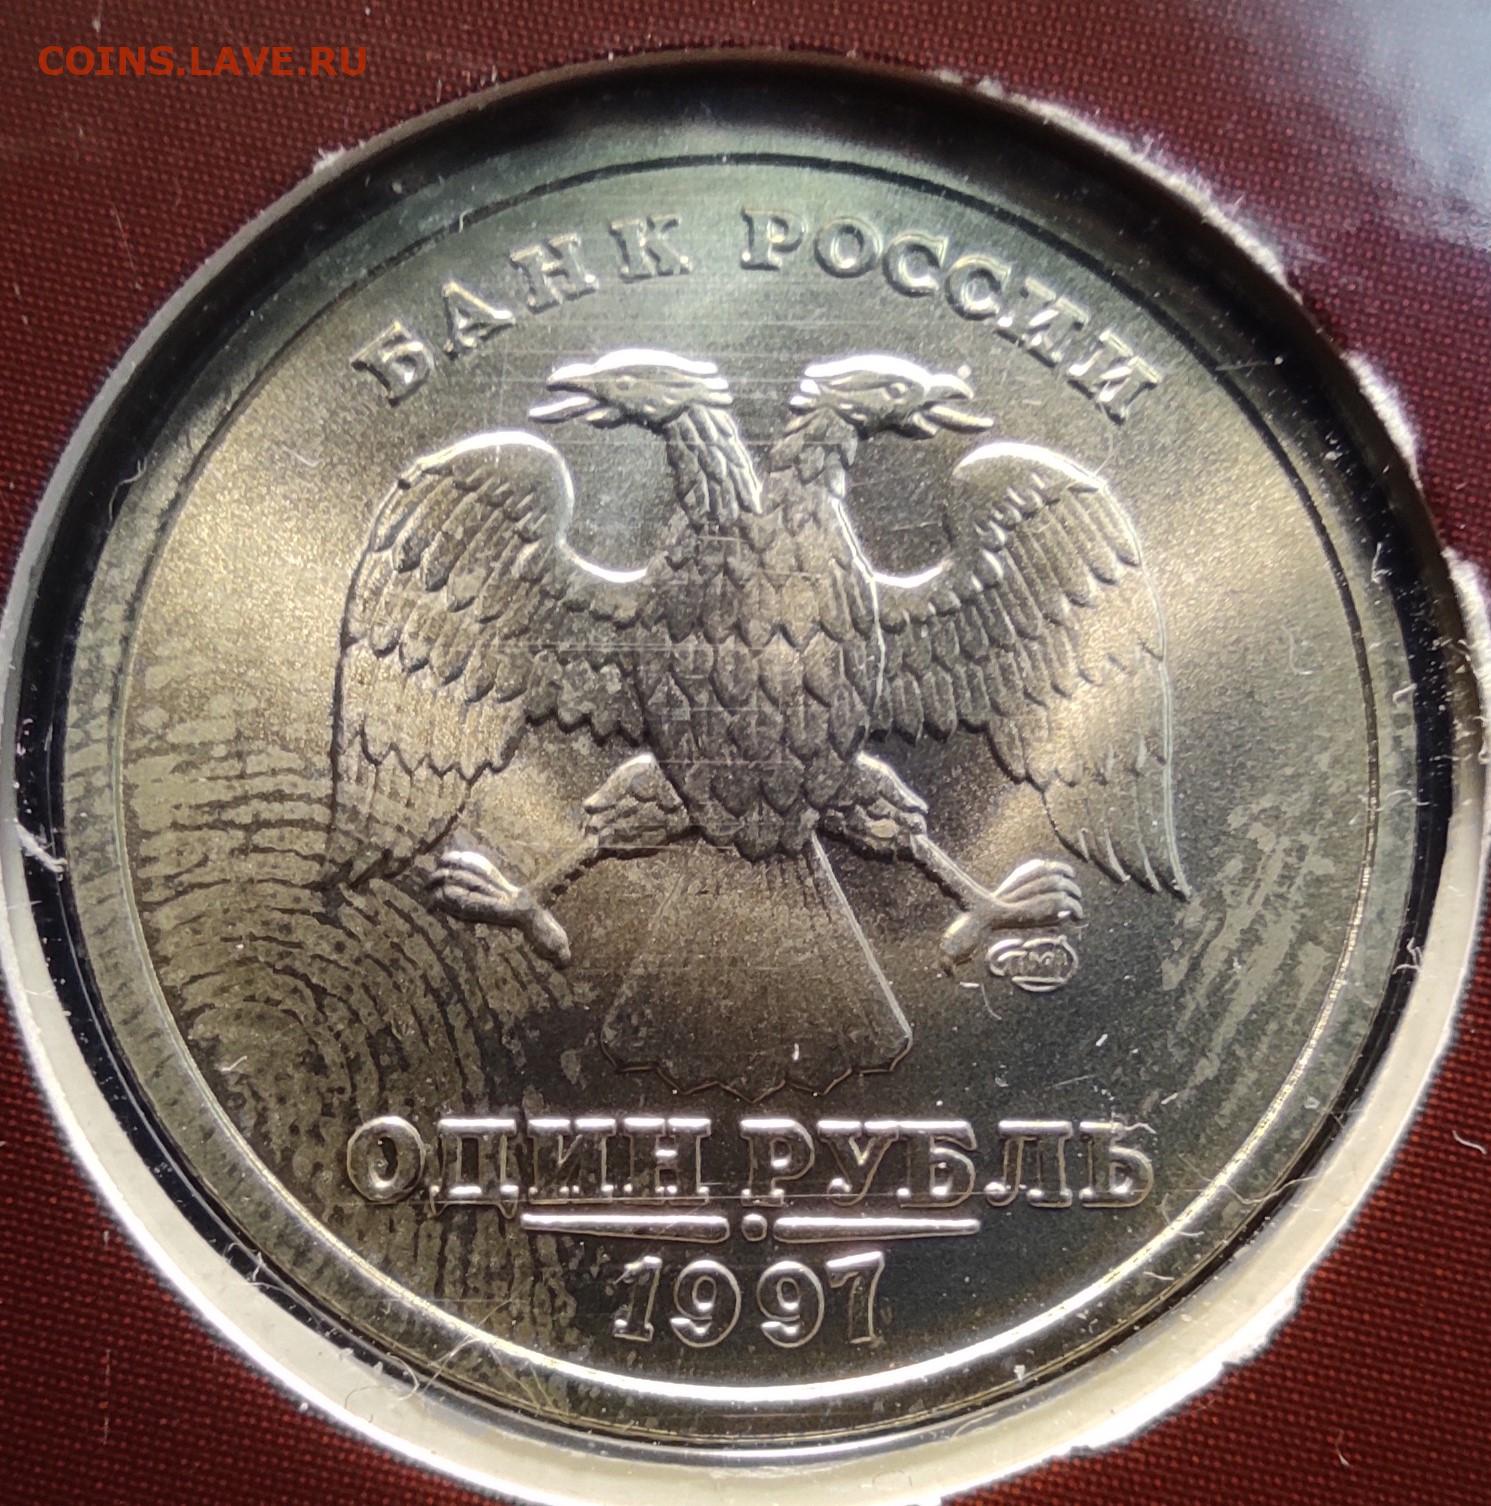 COINS.LAVE.RU
БАНК РОССИИ
ОДИН РУБЛЬ
1997